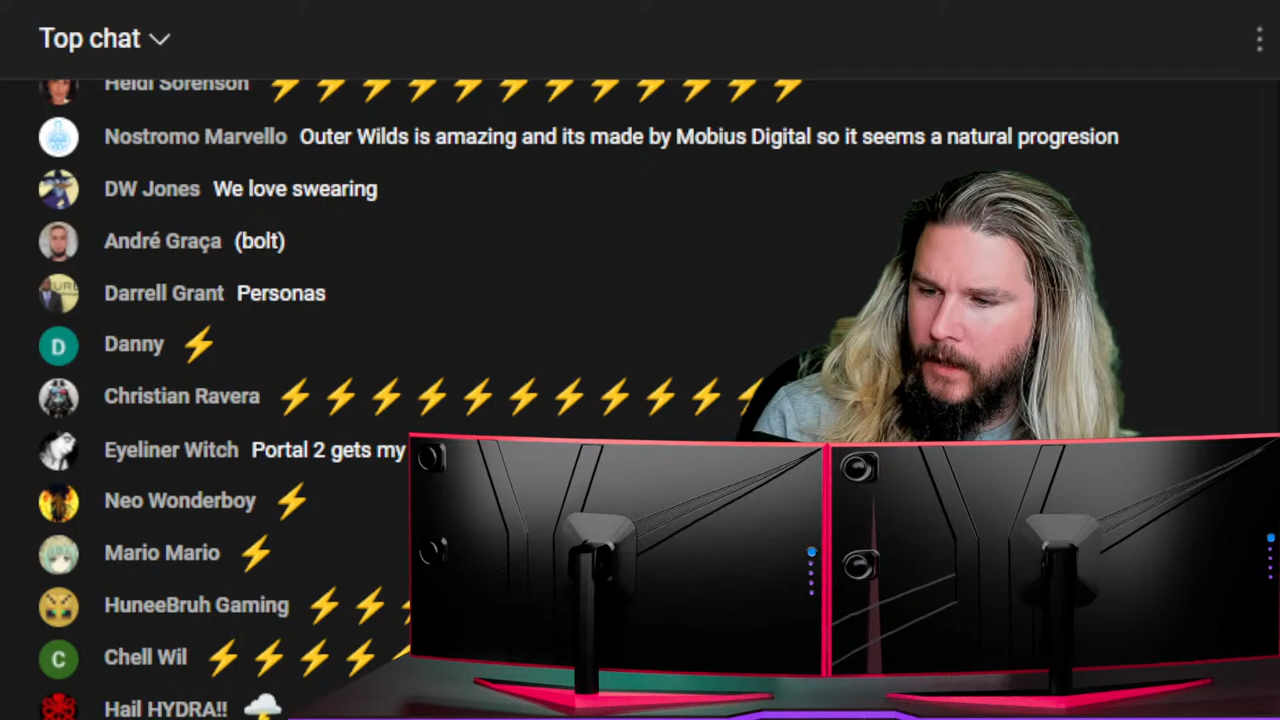 Top chat
Heidi Sorenson
Nostromo Marvello Outer Wilds is amazing and its made by Mobius Digital so it seems a natural progresion
DW Jones We love swearing
André Graça (bolt)
Darrell Grant Personas
Danny
Christian Ravera
Eyeliner Witch Portal 2 gets my
Neo Wonderboy
Mario Mario
HuneeBruh Gaming
Chell Wil
Hail HYDRA!!
D
C